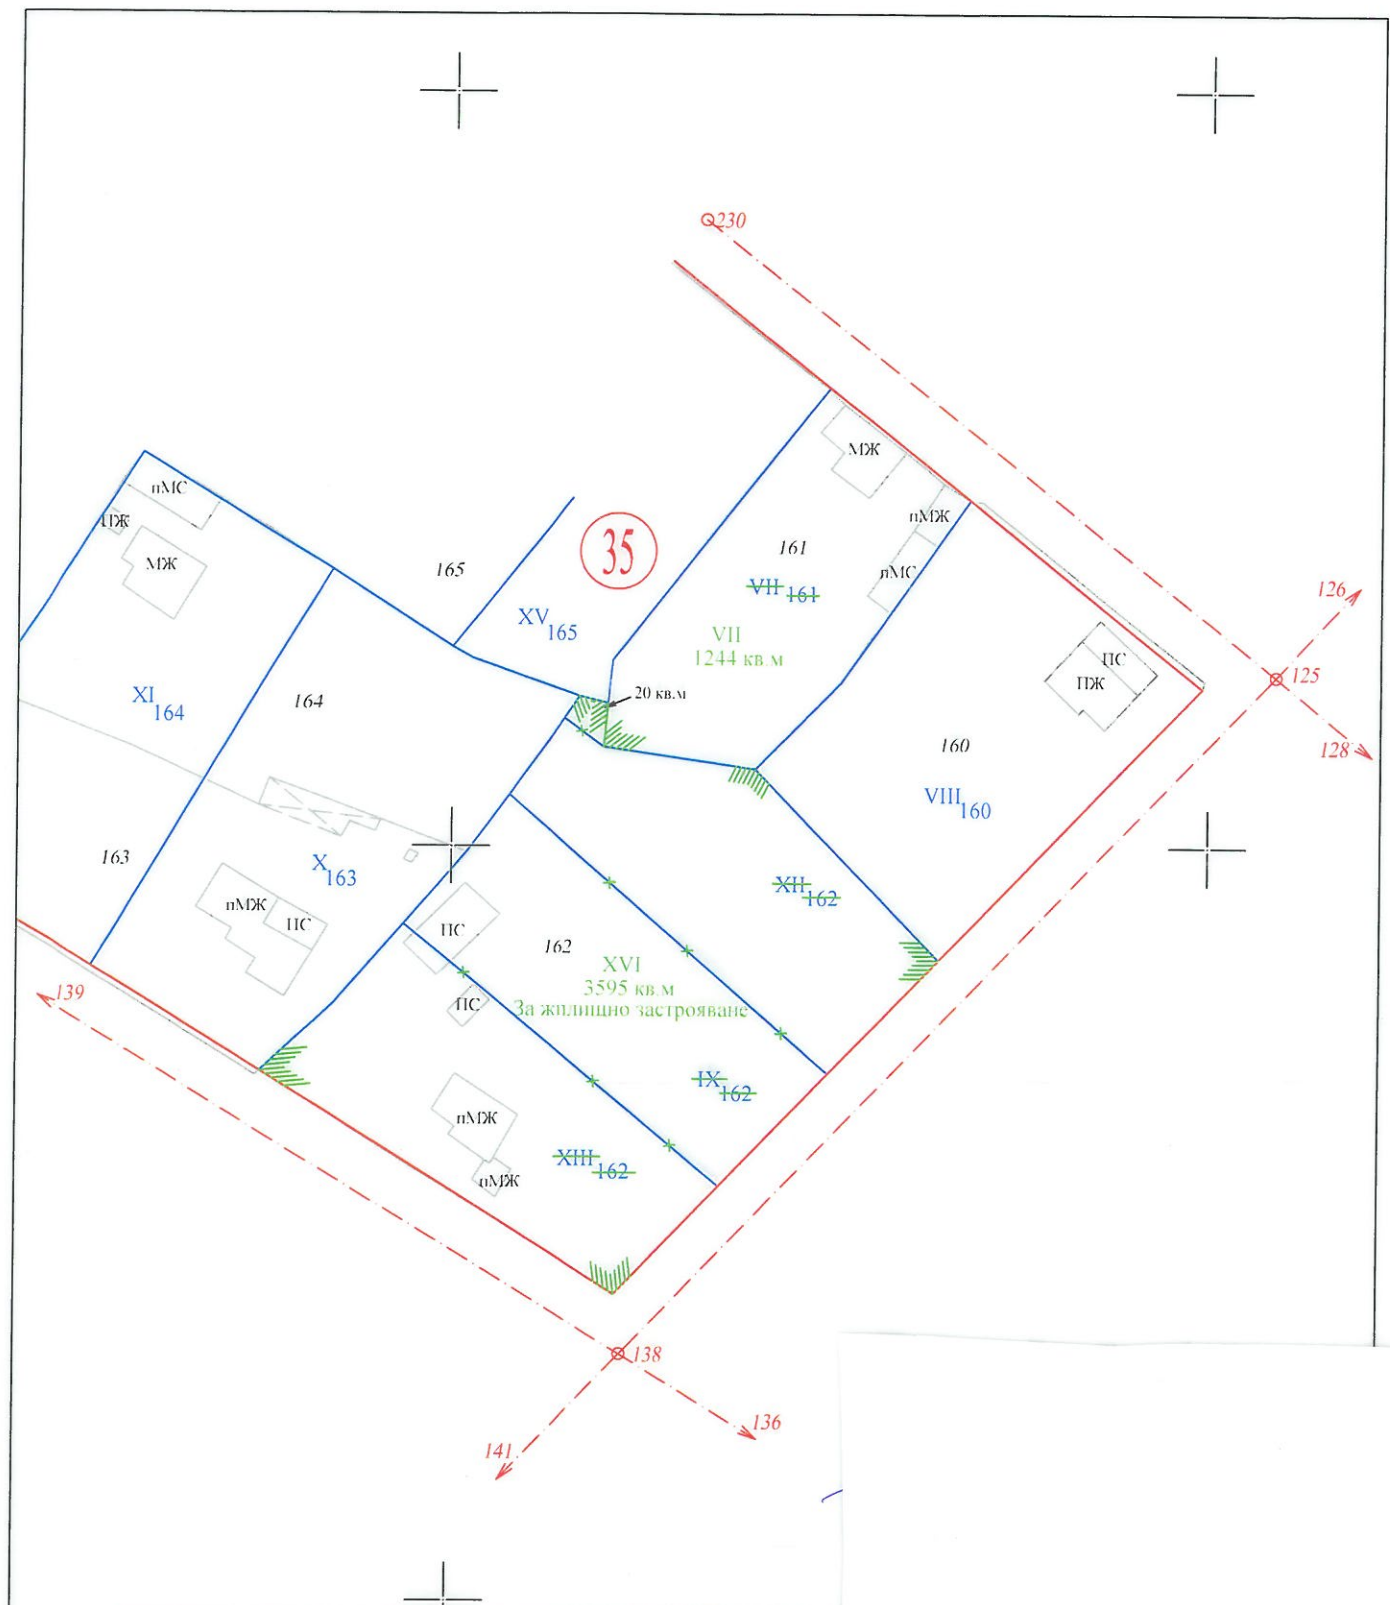 230
МЖ
пМС
пМЖ
ПЖ
МЖ
35
161
165
пМС
VII 161
126
XV 165
VII
1244 кв.м
ПС
125
ПЖ
20 кв.м
XI 164
164
160
128
VIII 160
163
X 163
XII 162
пМЖ
ПС
ПС
162
XVI
3595 кв.м
За жилищно застрояване
139
ПС
IX 162
пМЖ
XIII 162
пМЖ
138
136
141